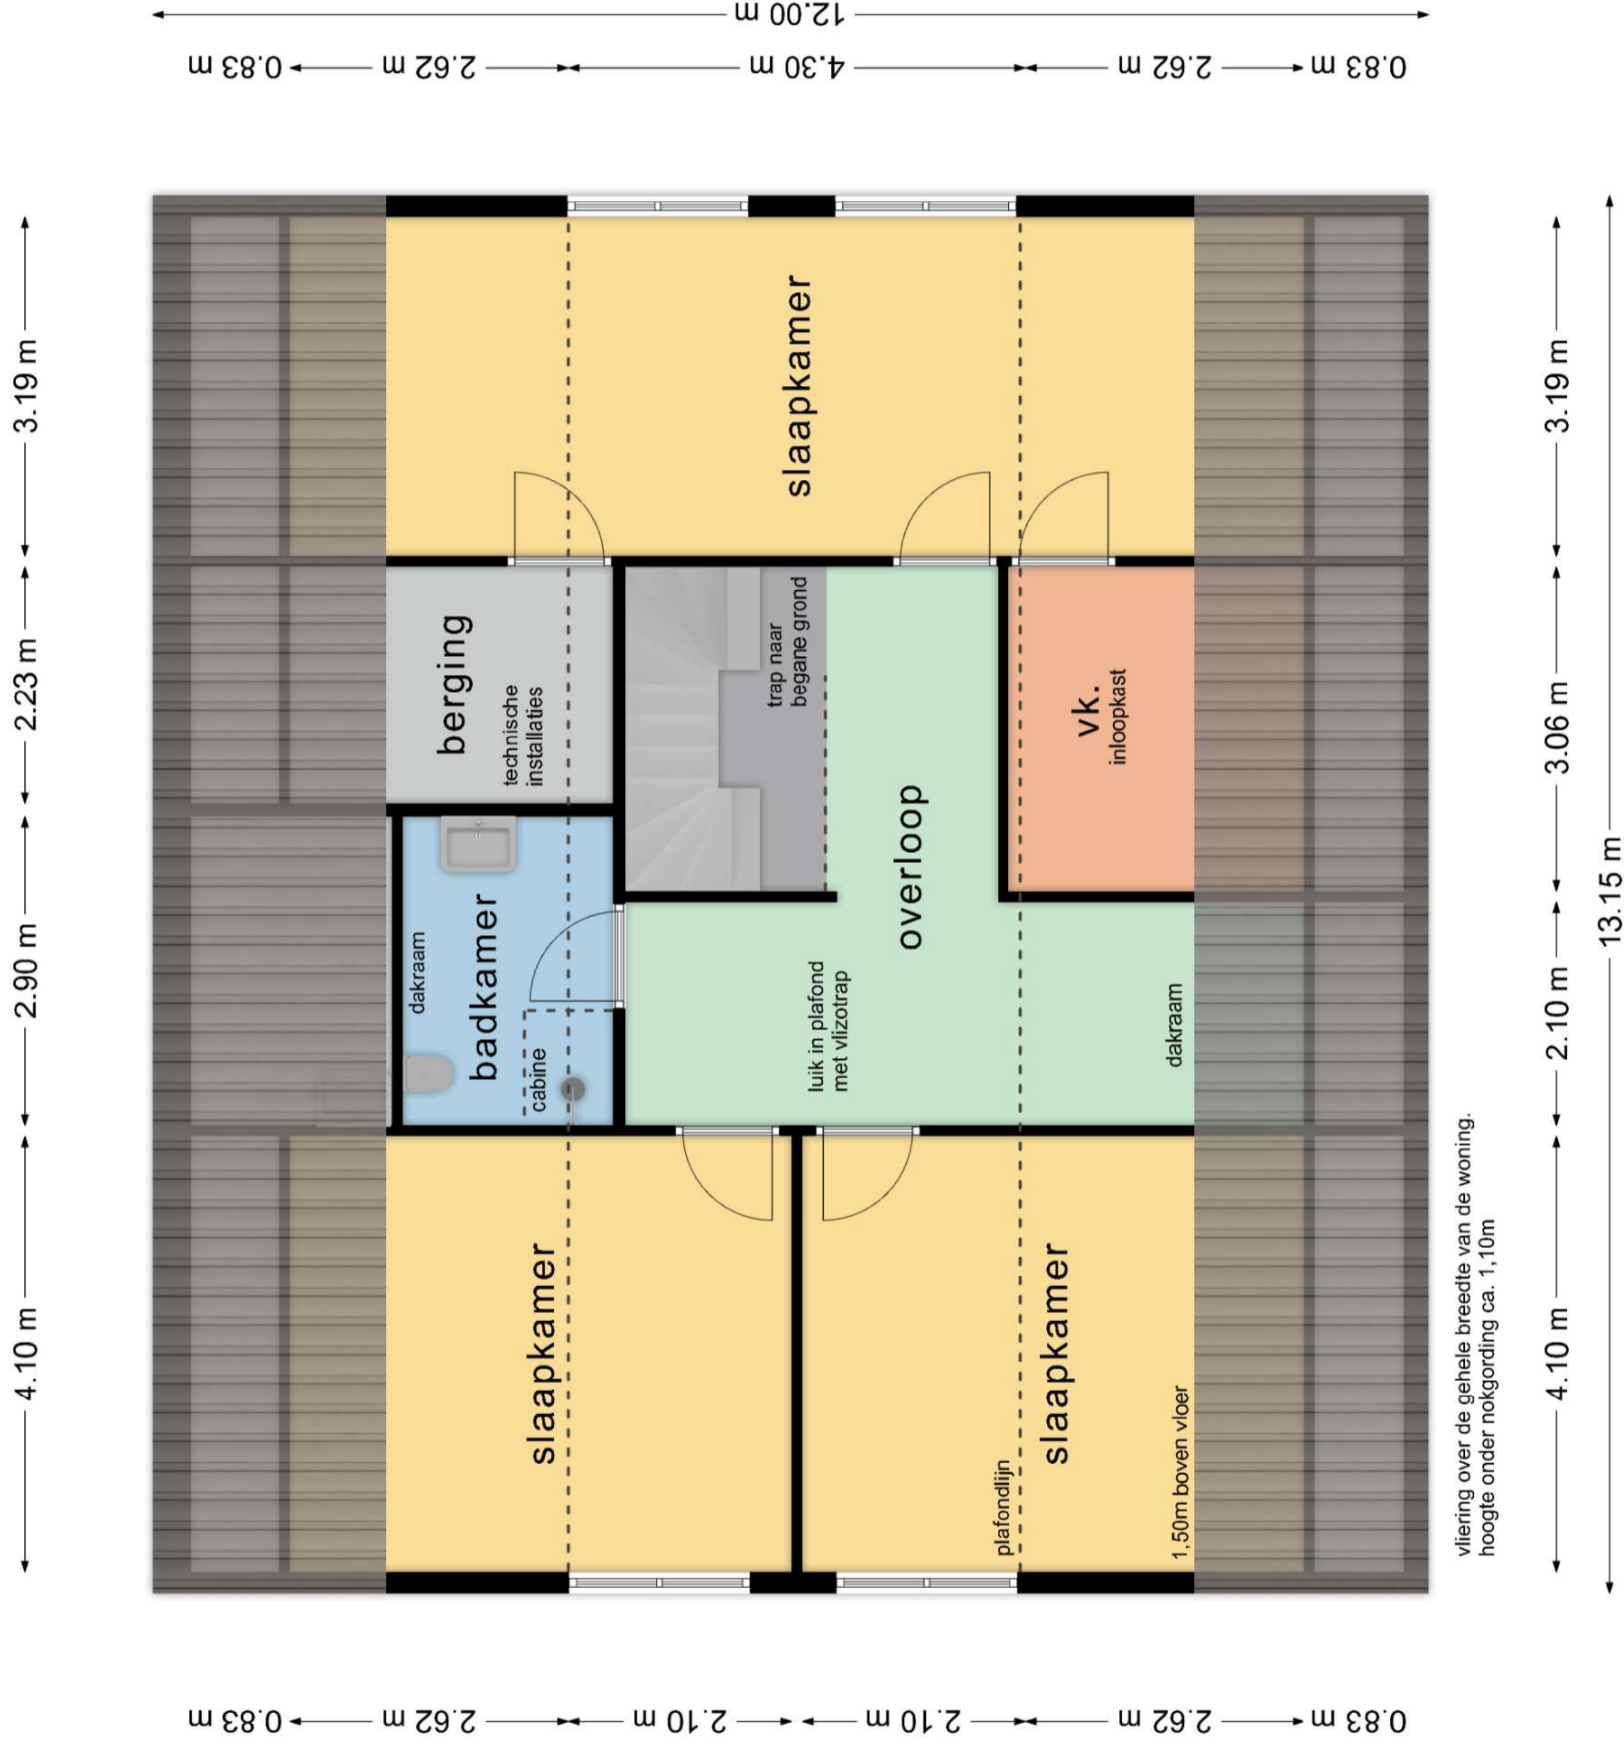 12.00 m
0.83 m
2.62 m
4.30 m
2.62 m
0.83 m
3.19 m
2.23 m
2.90 m
4.10 m
slaapkamer
berging
technische
installaties
trap naar
begane grond
vk.
inloopkast
overloop
dakraam
badkamer
cabine
luik in plafond
met vlizotrap
dakraam
slaapkamer
slaapkamer
plafondlijn
1,50m boven vloer
3.19 m
3.06 m
2.10 m
4.10 m
13.15 m
vliering over de gehele breedte van de woning.
hoogte onder nokgording ca. 1,10m
0.83 m
2.62 m
2.10 m
2.10 m
2.62 m
0.83 m